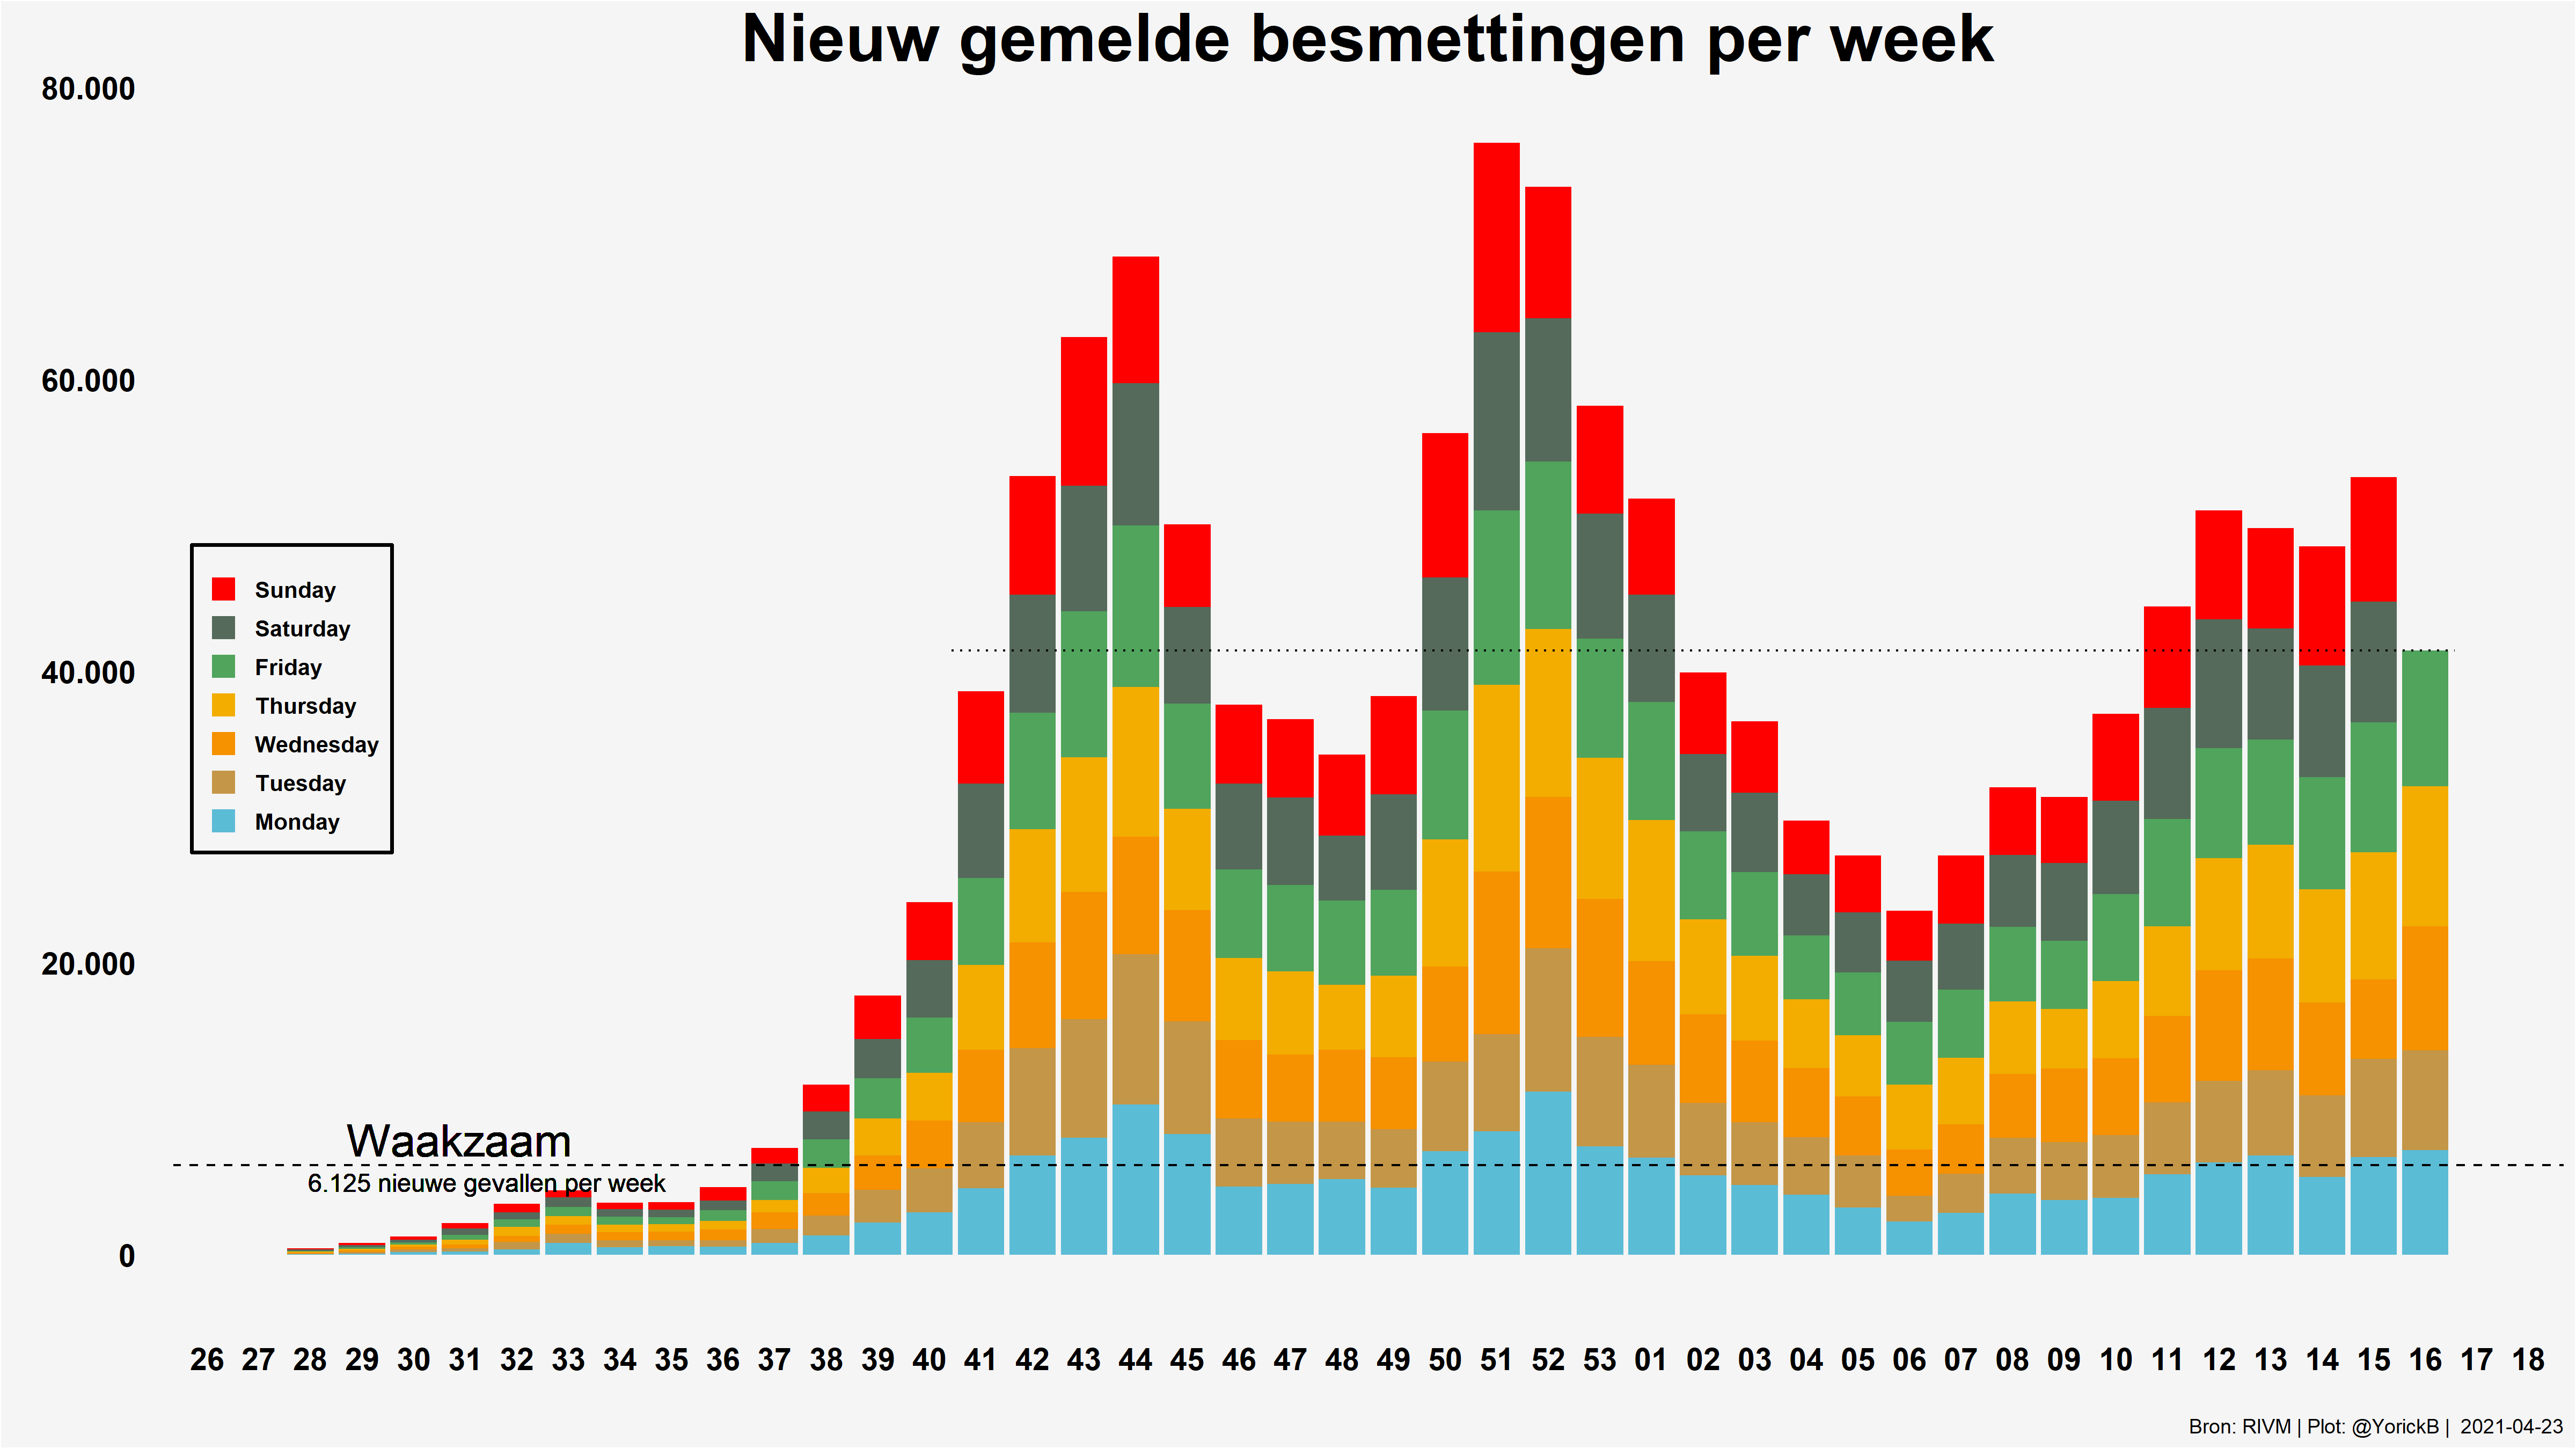 Nieuw gemelde besmettingen per week
80.000
60.000
40.000
20.000
0
Sunday
Saturday
Friday
Thursday
Wednesday
Tuesday
Monday
Waakzaam
6.125 nieuwe gevallen per week
26 27 28 29 30 31 32 33 34 35 36 37 38 39 40 41 42 43 44 45 46 47 48 49 50 51 52 53 01 02 03 04 05 06 07 08 09 10 11 12 13 14 15 16 17 18
Bron: RIVM | Plot: @YorickB | 2021-04-23